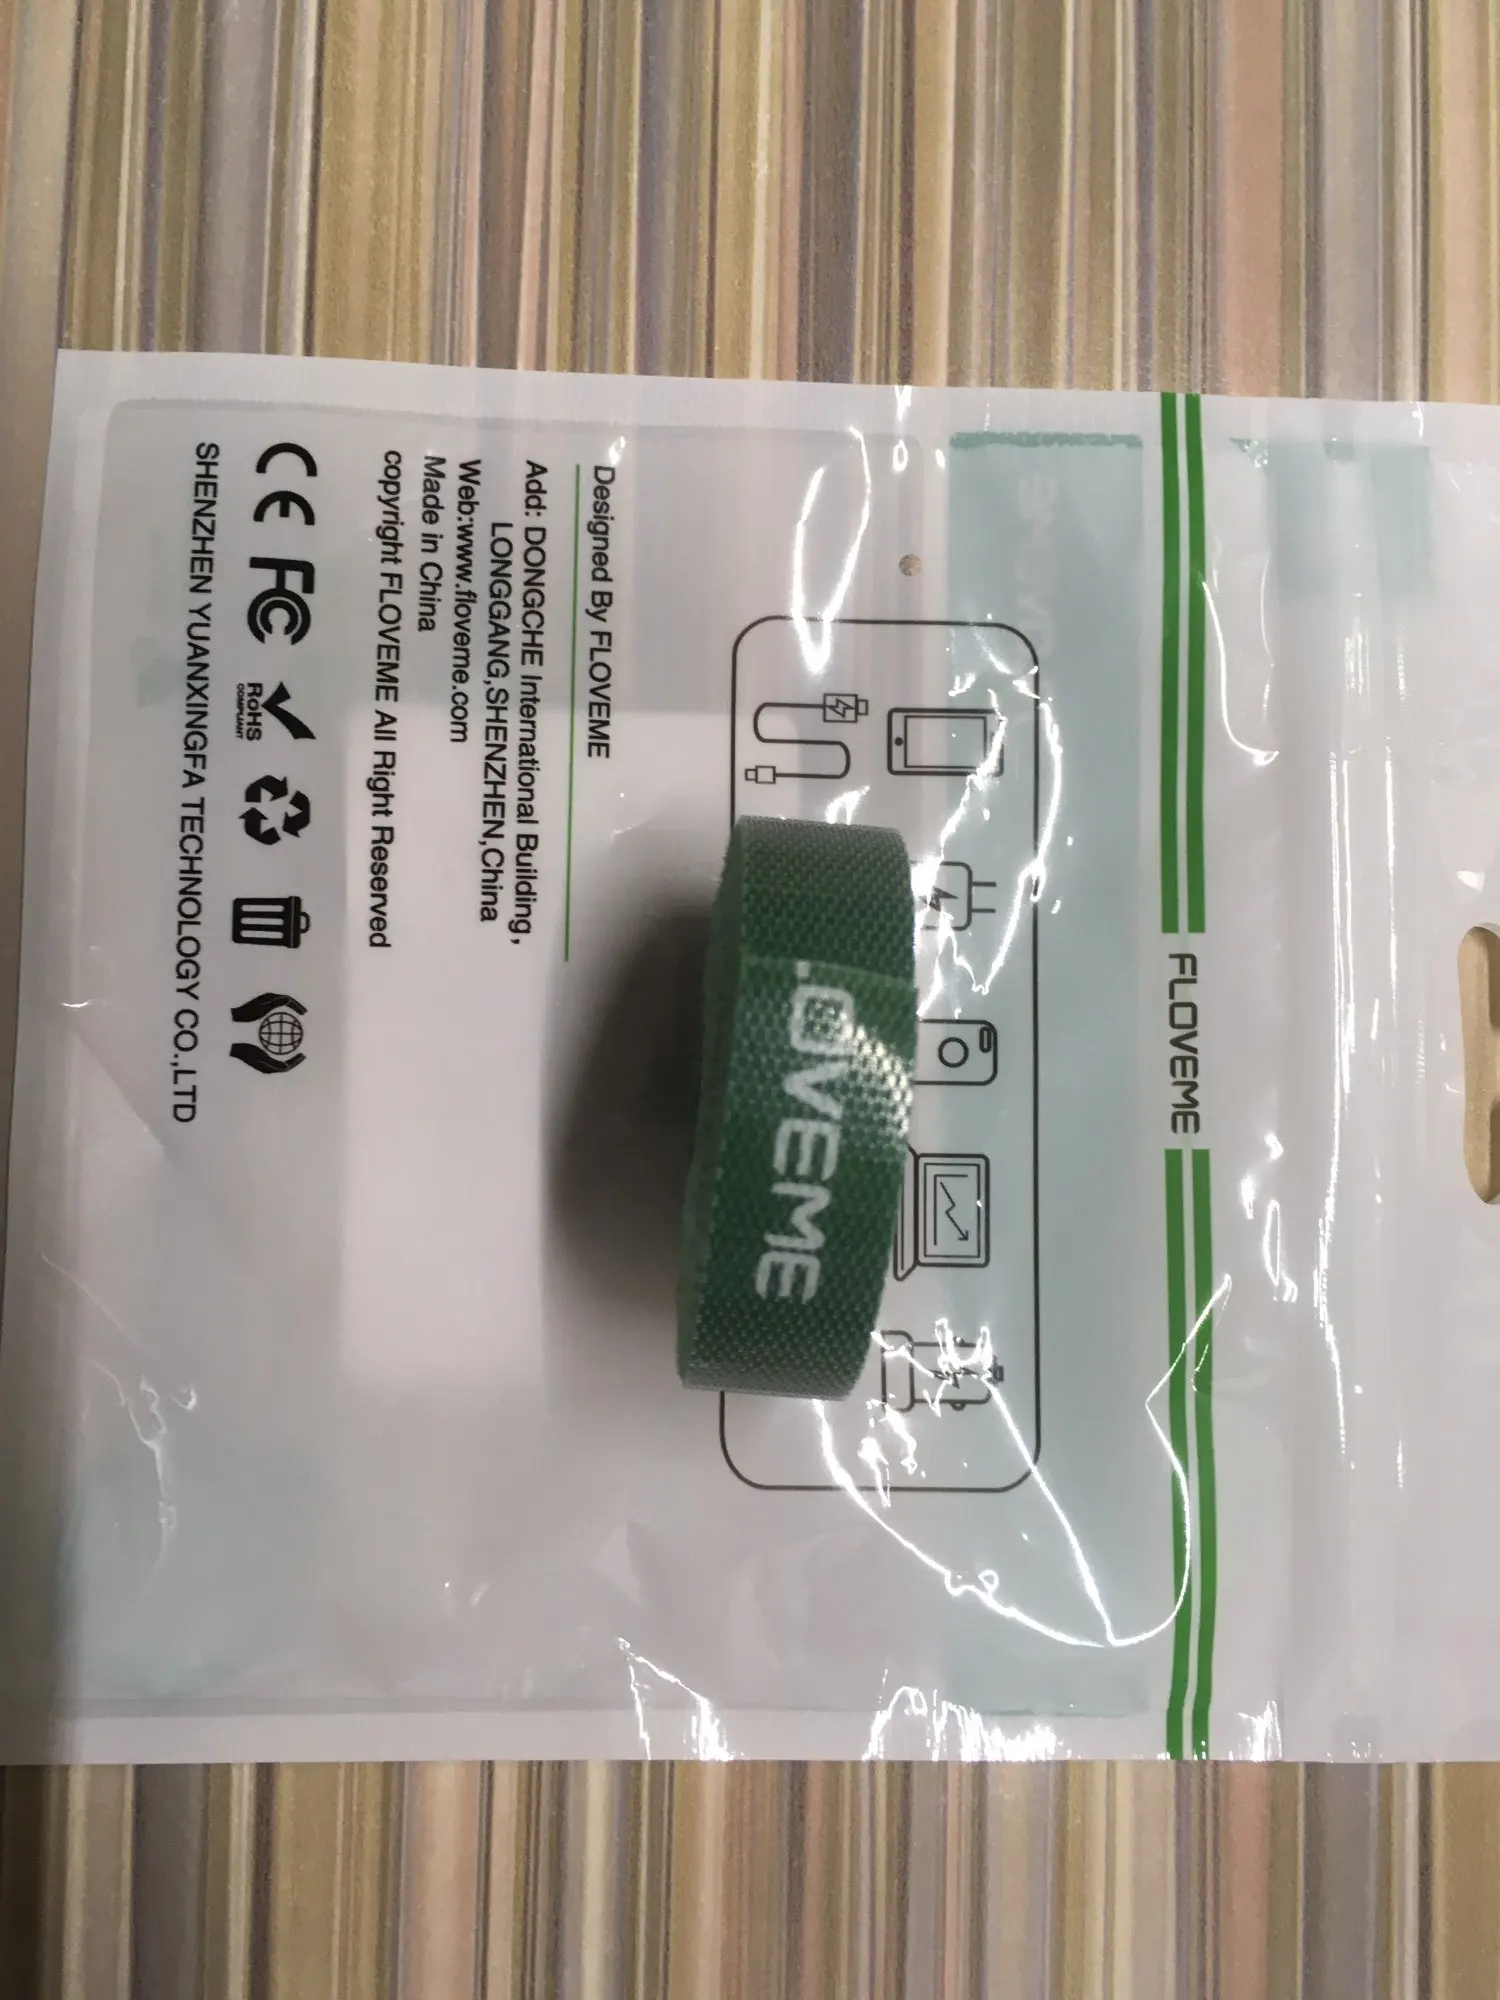 FLOVEME
.OVEME
Designed By FLOVEME
Add: DONGCHE International Building,
LONGGANG,SHENZHEN,China
Web:www.floveme.com
Made in China
copyright FLOVEME All Right Reserved
CE FC RoHS
COMPLIANT
SHENZHEN YUANXINGFA TECHNOLOGY CO.,LTD